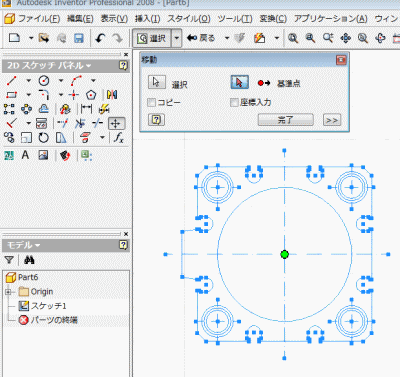 Autodesk Inventor Professional 2008 - [Part6]
ファイル(F) 編集(E) 表示(V) 挿入(I) スタイル(O) ツール(T) 変換(C) アプリケーション(A) ウィン
選択 戻る
2D スケッチ パネル
移動
選択 基準点
コピー 座標入力
完了 >>
モデル
Part6
Origin
スケッチ1
パーツの終端